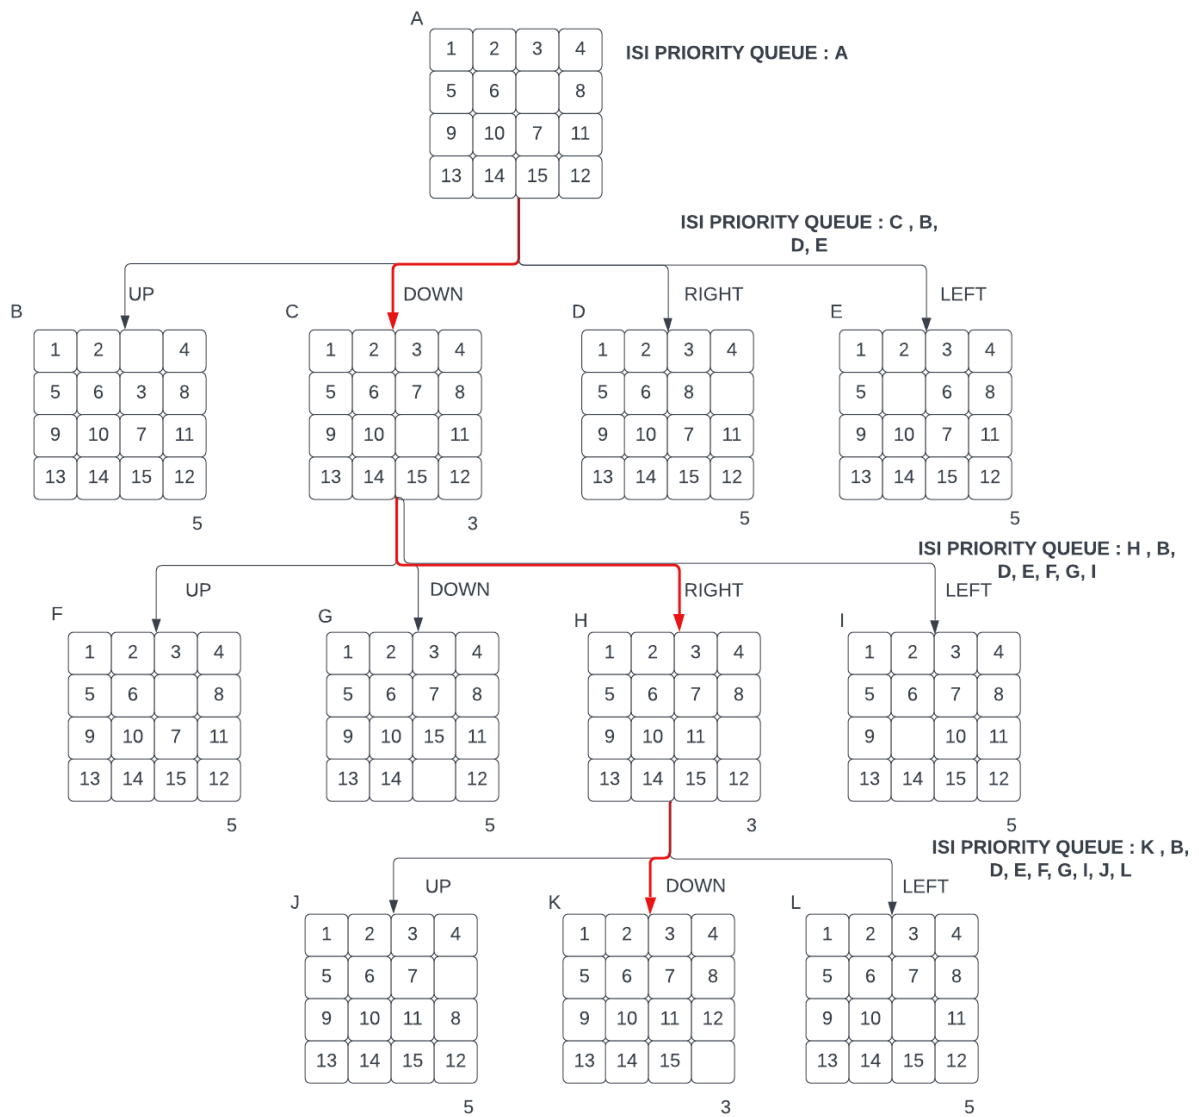 A
1 2 3 4
ISI PRIORITY QUEUE : A
5 6 8
9 10 7 11
13 14 15 12
ISI PRIORITY QUEUE : C , B,
D, E
UP DOWN RIGHT LEFT
B C D E
1 2 4 1 2 3 4 1 2 3 4 1 2 3 4
5 6 3 8 5 6 7 8 5 6 8 5 6 8
9 10 7 11 9 10 11 9 10 7 11 9 10 7 11
13 14 15 12 13 14 15 12 13 14 15 12 13 14 15 12
5 3 5 5
ISI PRIORITY QUEUE : H , B,
D, E, F, G, I
UP DOWN RIGHT LEFT
F G H I
1 2 3 4 1 2 3 4 1 2 3 4 1 2 3 4
5 6 8 5 6 7 8 5 6 7 8 5 6 7 8
9 10 7 11 9 10 15 11 9 10 11 9 10 11
13 14 15 12 13 14 12 13 14 15 12 13 14 15 12
5 5 3 5
ISI PRIORITY QUEUE : K , B,
D, E, F, G, I, J, L
UP DOWN LEFT
J K L
1 2 3 4 1 2 3 4 1 2 3 4
5 6 7 5 6 7 8 5 6 7 8
9 10 11 8 9 10 11 12 9 10 11
13 14 15 12 13 14 15 13 14 15 12
5 3 5